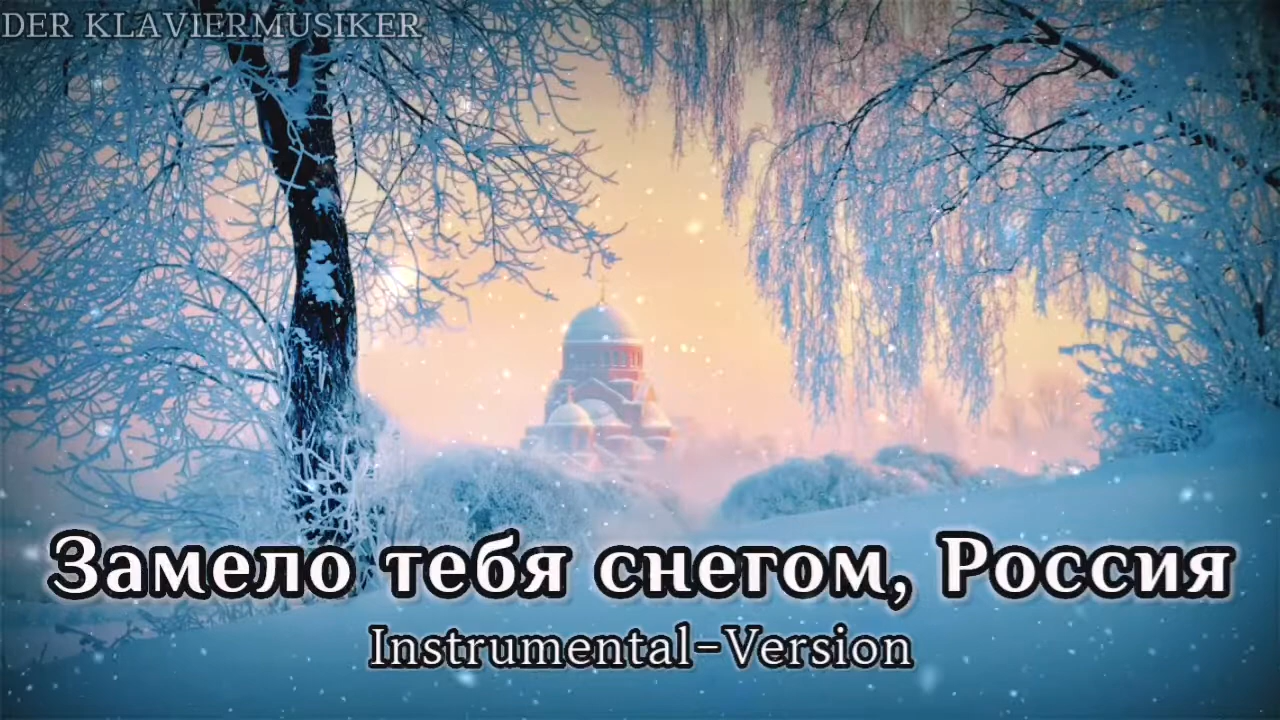 DER KLAVIERMUSIKER
Замело тебя снегом, Россия
Instrumental-Version